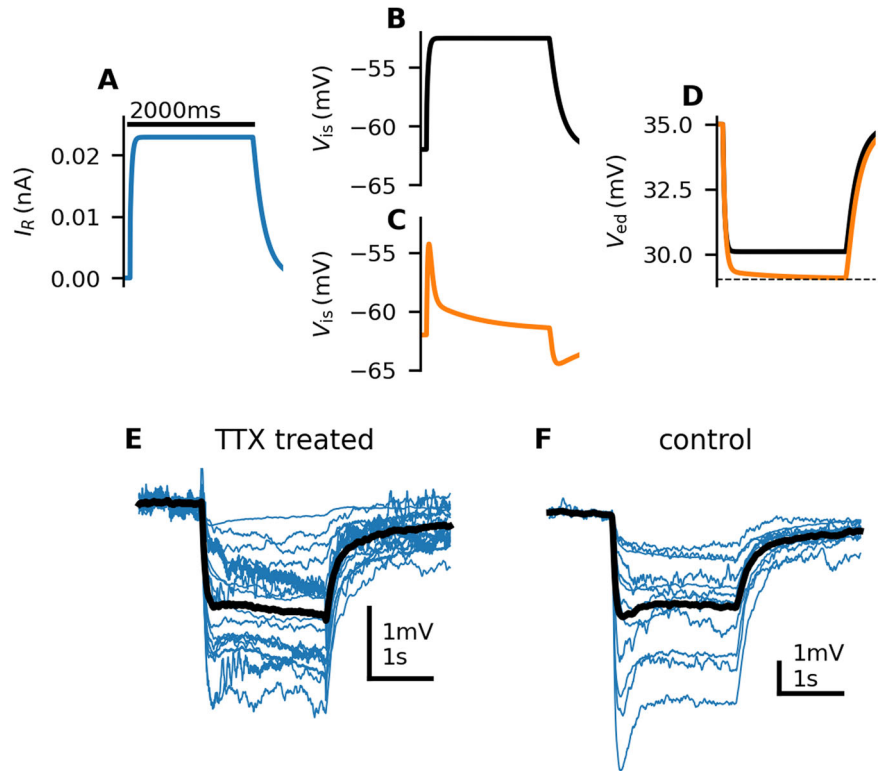 A
2000ms
I_R (nA)
0.02
0.01
0.00
B
V_is (mV)
−55
−60
−65
C
V_is (mV)
−55
−60
−65
D
V_ed (mV)
35.0
32.5
30.0
E TTX treated
1mV
1s
F control
1mV
1s